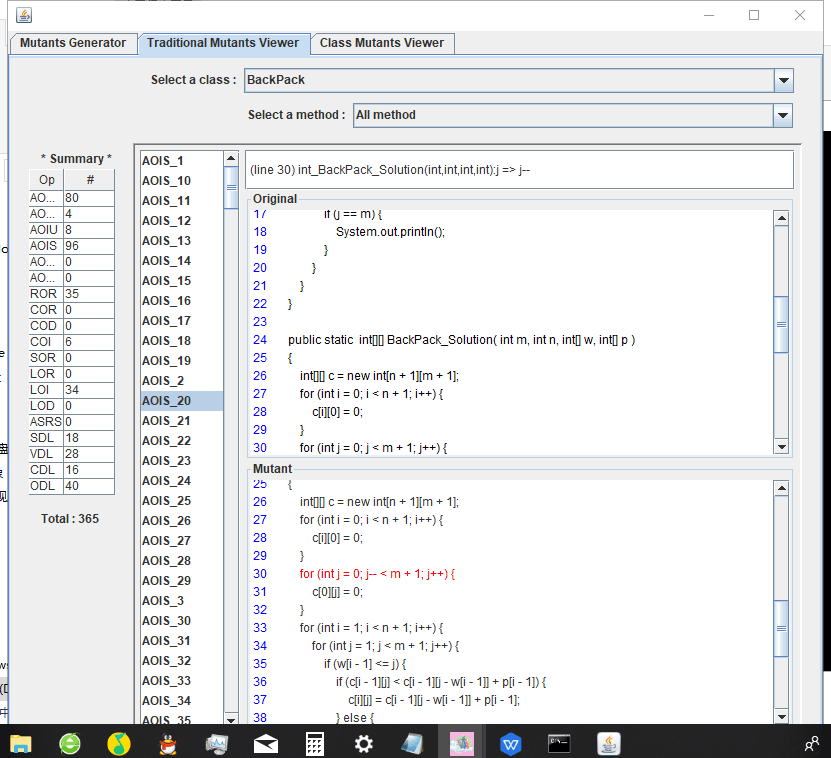 Mutants Generator Traditional Mutants Viewer Class Mutants Viewer
Select a class : BackPack
Select a method : All method
* Summary *
Op #
AO... 80
AO... 4
AOIU 8
AOIS 96
AO... 0
AO... 0
ROR 35
COR 0
COD 0
COI 6
SOR 0
LOR 0
LOI 34
LOD 0
ASRS 0
SDL 18
VDL 28
CDL 16
ODL 40
Total : 365
AOIS_1
AOIS_10
AOIS_11
AOIS_12
AOIS_13
AOIS_14
AOIS_15
AOIS_16
AOIS_17
AOIS_18
AOIS_19
AOIS_2
AOIS_20
AOIS_21
AOIS_22
AOIS_23
AOIS_24
AOIS_25
AOIS_26
AOIS_27
AOIS_28
AOIS_29
AOIS_3
AOIS_30
AOIS_31
AOIS_32
AOIS_33
AOIS_34
AOIS_35
(line 30) int_BackPack_Solution(int,int,int,int):j => j--
Original
17 if (j == m) {
18 System.out.println();
19 }
20 }
21 }
22 }
23
24 public static int[][] BackPack_Solution( int m, int n, int[] w, int[] p )
25 {
26 int[][] c = new int[n + 1][m + 1];
27 for (int i = 0; i < n + 1; i++) {
28 c[i][0] = 0;
29 }
30 for (int j = 0; j < m + 1; j++) {
Mutant
25 {
26 int[][] c = new int[n + 1][m + 1];
27 for (int i = 0; i < n + 1; i++) {
28 c[i][0] = 0;
29 }
30 for (int j = 0; j-- < m + 1; j++) {
31 c[0][j] = 0;
32 }
33 for (int i = 1; i < n + 1; i++) {
34 for (int j = 1; j < m + 1; j++) {
35 if (w[i - 1] <= j) {
36 if (c[i - 1][j] < c[i - 1][j - w[i - 1]] + p[i - 1]) {
37 c[i][j] = c[i - 1][j - w[i - 1]] + p[i - 1];
38 } else {